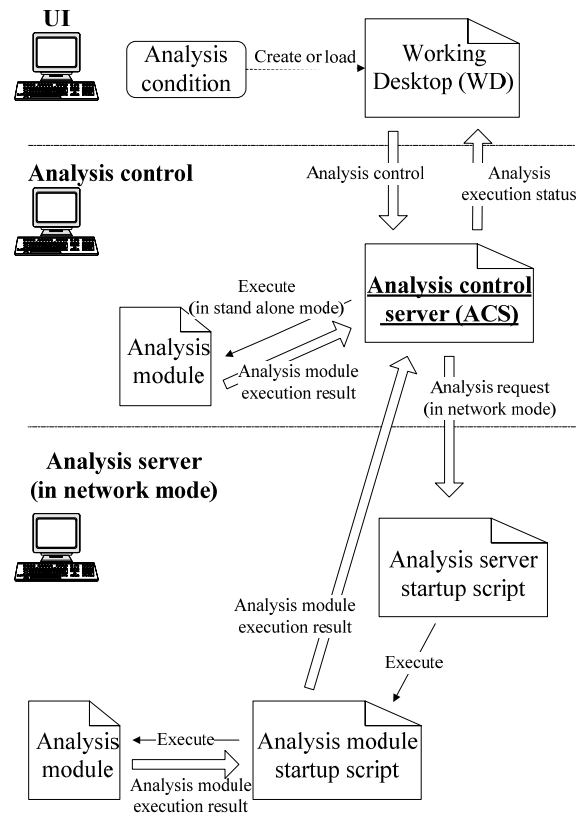 UI
Analysis
condition
Create or load
Working
Desktop (WD)
Analysis control
Analysis control
Analysis
execution status
Execute
(in stand alone mode)
Analysis control
server (ACS)
Analysis
module
Analysis module
execution result
Analysis request
(in network mode)
Analysis server
(in network mode)
Analysis server
startup script
Analysis module
execution result
Execute
Analysis
module
Execute
Analysis module
execution result
Analysis module
startup script